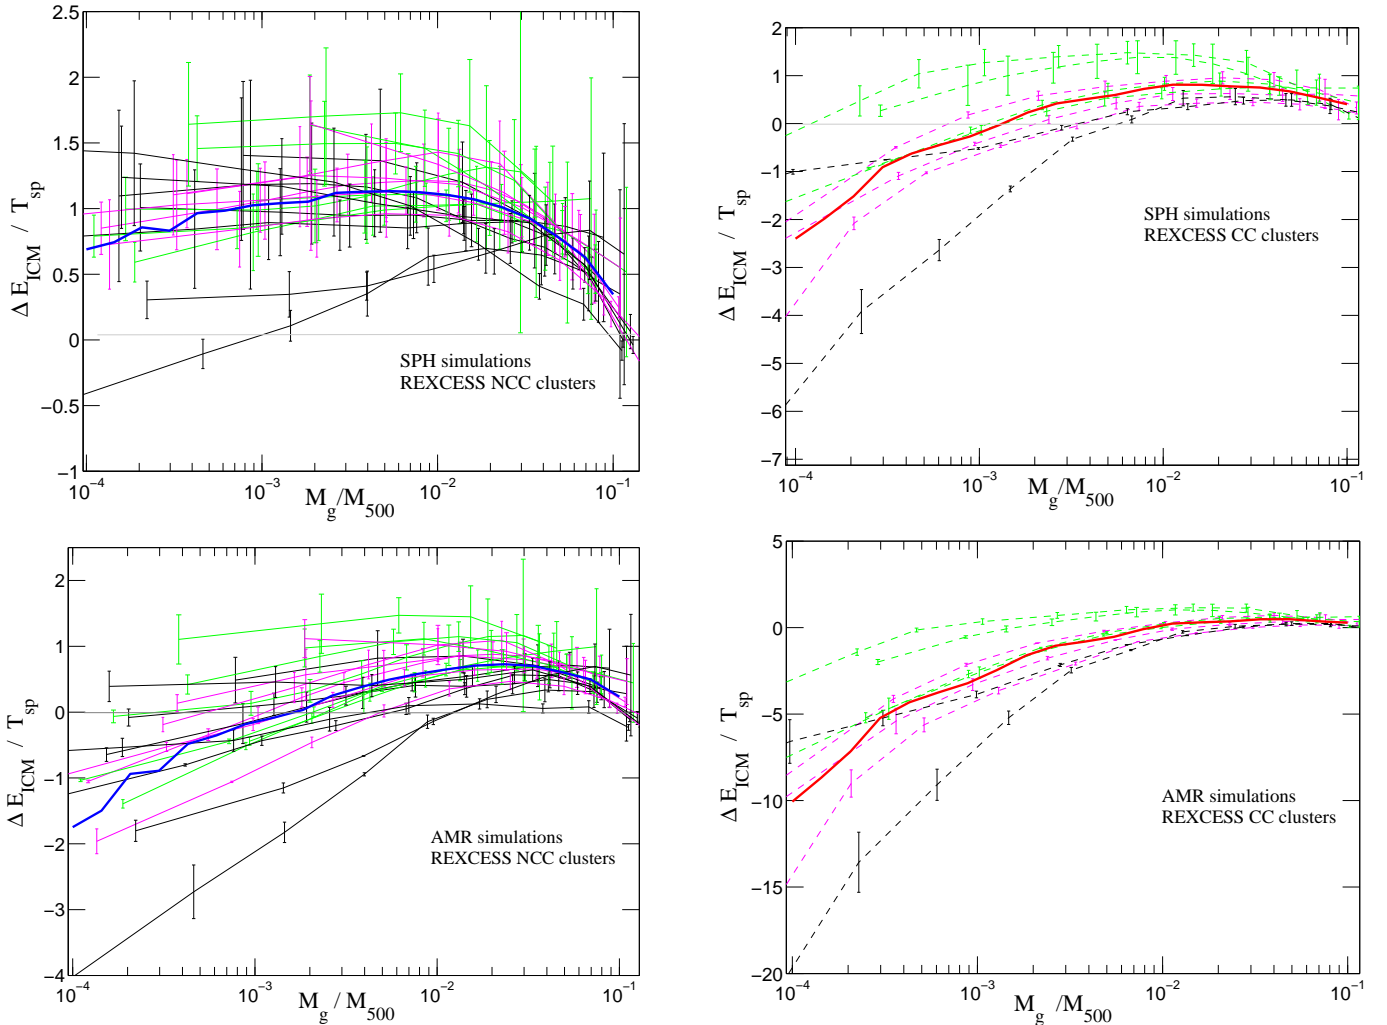 2.5
2
1.5
1
0.5
0
−0.5
−1
Δ E_ICM / T_sp
SPH simulations
REXCESS NCC clusters
10^−4
10^−3
10^−2
10^−1
M_g/M_500
2
1
0
−1
−2
−3
−4
−5
−6
−7
Δ E_ICM / T_sp
SPH simulations
REXCESS CC clusters
10^−4
10^−3
10^−2
10^−1
M_g/M_500
2
1
0
−1
−2
−3
−4
Δ E_ICM / T_sp
AMR simulations
REXCESS NCC clusters
10^−4
10^−3
10^−2
10^−1
M_g/M_500
5
0
−5
−10
−15
−20
Δ E_ICM / T_sp
AMR simulations
REXCESS CC clusters
10^−4
10^−3
10^−2
10^−1
M_g/M_500